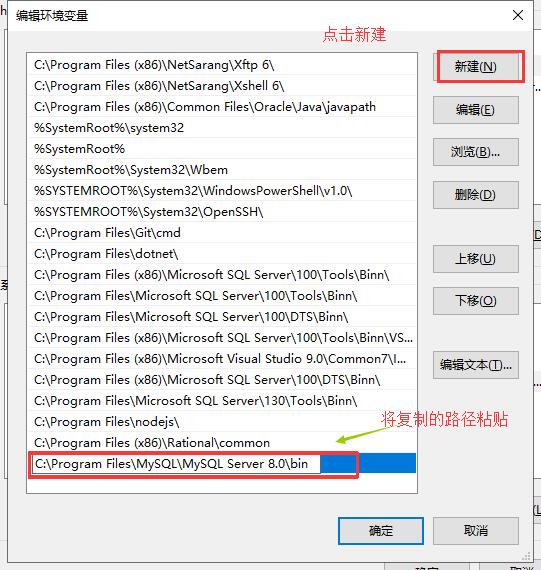 编辑环境变量
点击新建
C:\Program Files (x86)\NetSarang\Xftp 6\
新建(N)
C:\Program Files (x86)\NetSarang\Xshell 6\
C:\Program Files (x86)\Common Files\Oracle\Java\javapath
编辑(E)
%SystemRoot%\system32
%SystemRoot%
浏览(B)...
%SystemRoot%\System32\Wbem
%SYSTEMROOT%\System32\WindowsPowerShell\v1.0\
删除(D)
%SYSTEMROOT%\System32\OpenSSH\
C:\Program Files\Git\cmd
C:\Program Files\dotnet\
上移(U)
C:\Program Files (x86)\Microsoft SQL Server\100\Tools\Binn\
C:\Program Files\Microsoft SQL Server\100\Tools\Binn\
下移(O)
C:\Program Files\Microsoft SQL Server\100\DTS\Binn\
C:\Program Files (x86)\Microsoft SQL Server\100\Tools\Binn\VS...
C:\Program Files (x86)\Microsoft Visual Studio 9.0\Common7\I...
编辑文本(T)...
C:\Program Files (x86)\Microsoft SQL Server\100\DTS\Binn\
C:\Program Files\Microsoft SQL Server\130\Tools\Binn\
C:\Program Files\nodejs\
将复制的路径粘贴
C:\Program Files (x86)\Rational\common
C:\Program Files\MySQL\MySQL Server 8.0\bin
确定
取消